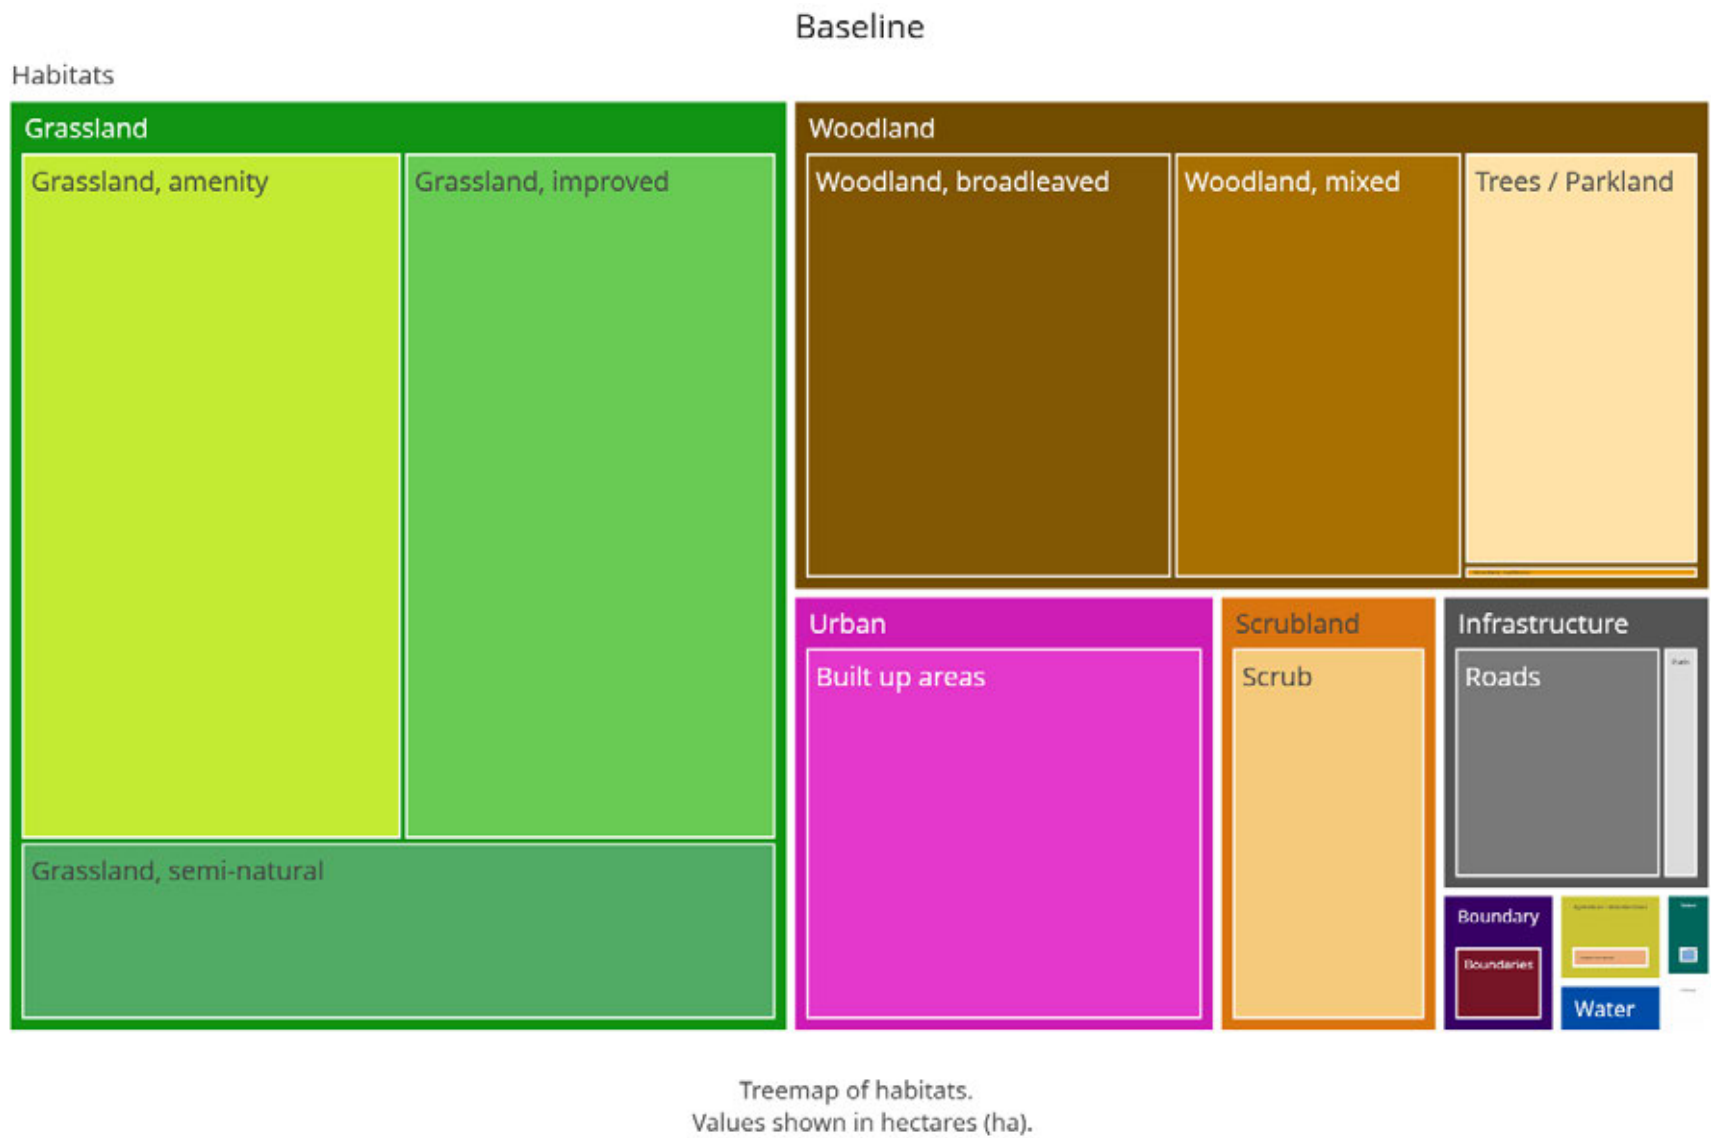 Baseline
Habitats
Grassland
Grassland, amenity
Grassland, improved
Grassland, semi-natural
Woodland
Woodland, broadleaved
Woodland, mixed
Trees / Parkland
Urban
Built up areas
Scrubland
Scrub
Infrastructure
Roads
Boundary
Boundaries
Water
Treemap of habitats.
Values shown in hectares (ha).